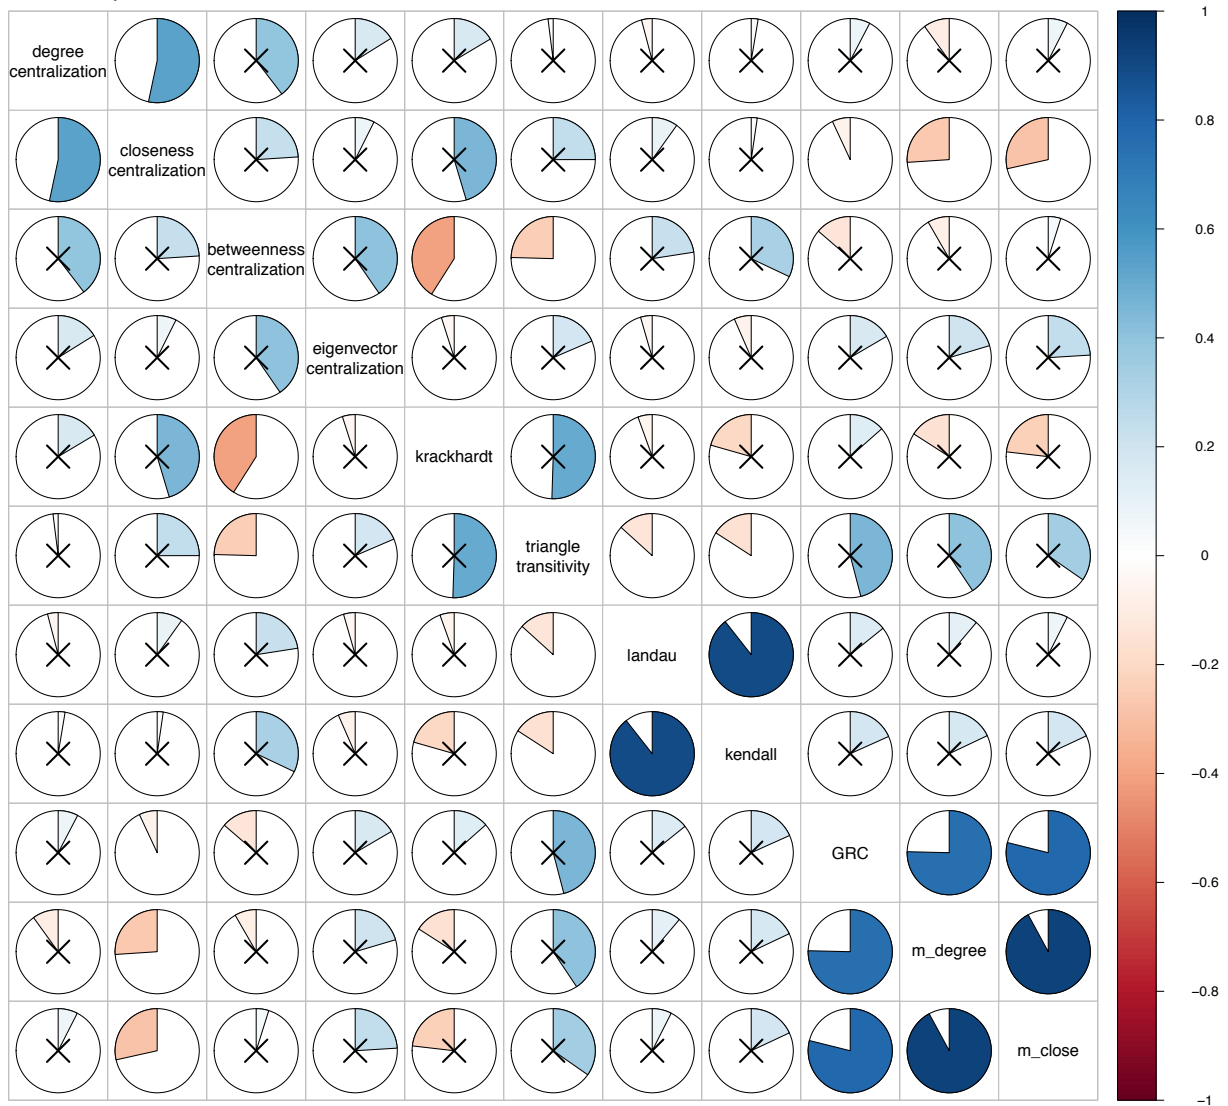 degree
centralization
closeness
centralization
betweenness
centralization
eigenvector
centralization
krackhardt
triangle
transitivity
landau
kendall
GRC
m_degree
m_close
1
0.8
0.6
0.4
0.2
0
−0.2
−0.4
−0.6
−0.8
−1